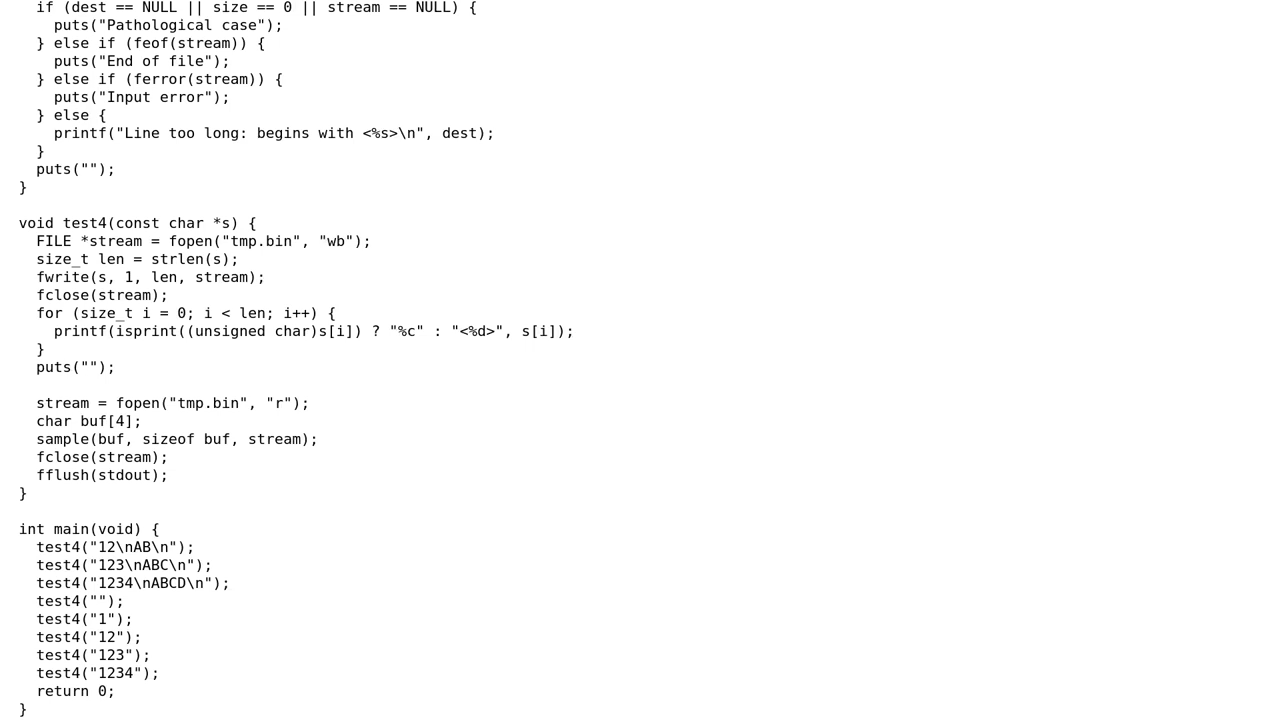 if (dest == NULL || size == 0 || stream == NULL) {
    puts("Pathological case");
  } else if (feof(stream)) {
    puts("End of file");
  } else if (ferror(stream)) {
    puts("Input error");
  } else {
    printf("Line too long: begins with <%s>\n", dest);
  }
  puts("");
}

void test4(const char *s) {
  FILE *stream = fopen("tmp.bin", "wb");
  size_t len = strlen(s);
  fwrite(s, 1, len, stream);
  fclose(stream);
  for (size_t i = 0; i < len; i++) {
    printf(isprint((unsigned char)s[i]) ? "%c" : "<%d>", s[i]);
  }
  puts("");

  stream = fopen("tmp.bin", "r");
  char buf[4];
  sample(buf, sizeof buf, stream);
  fclose(stream);
  fflush(stdout);
}

int main(void) {
  test4("12\nAB\n");
  test4("123\nABC\n");
  test4("1234\nABCD\n");
  test4("");
  test4("1");
  test4("12");
  test4("123");
  test4("1234");
  return 0;
}